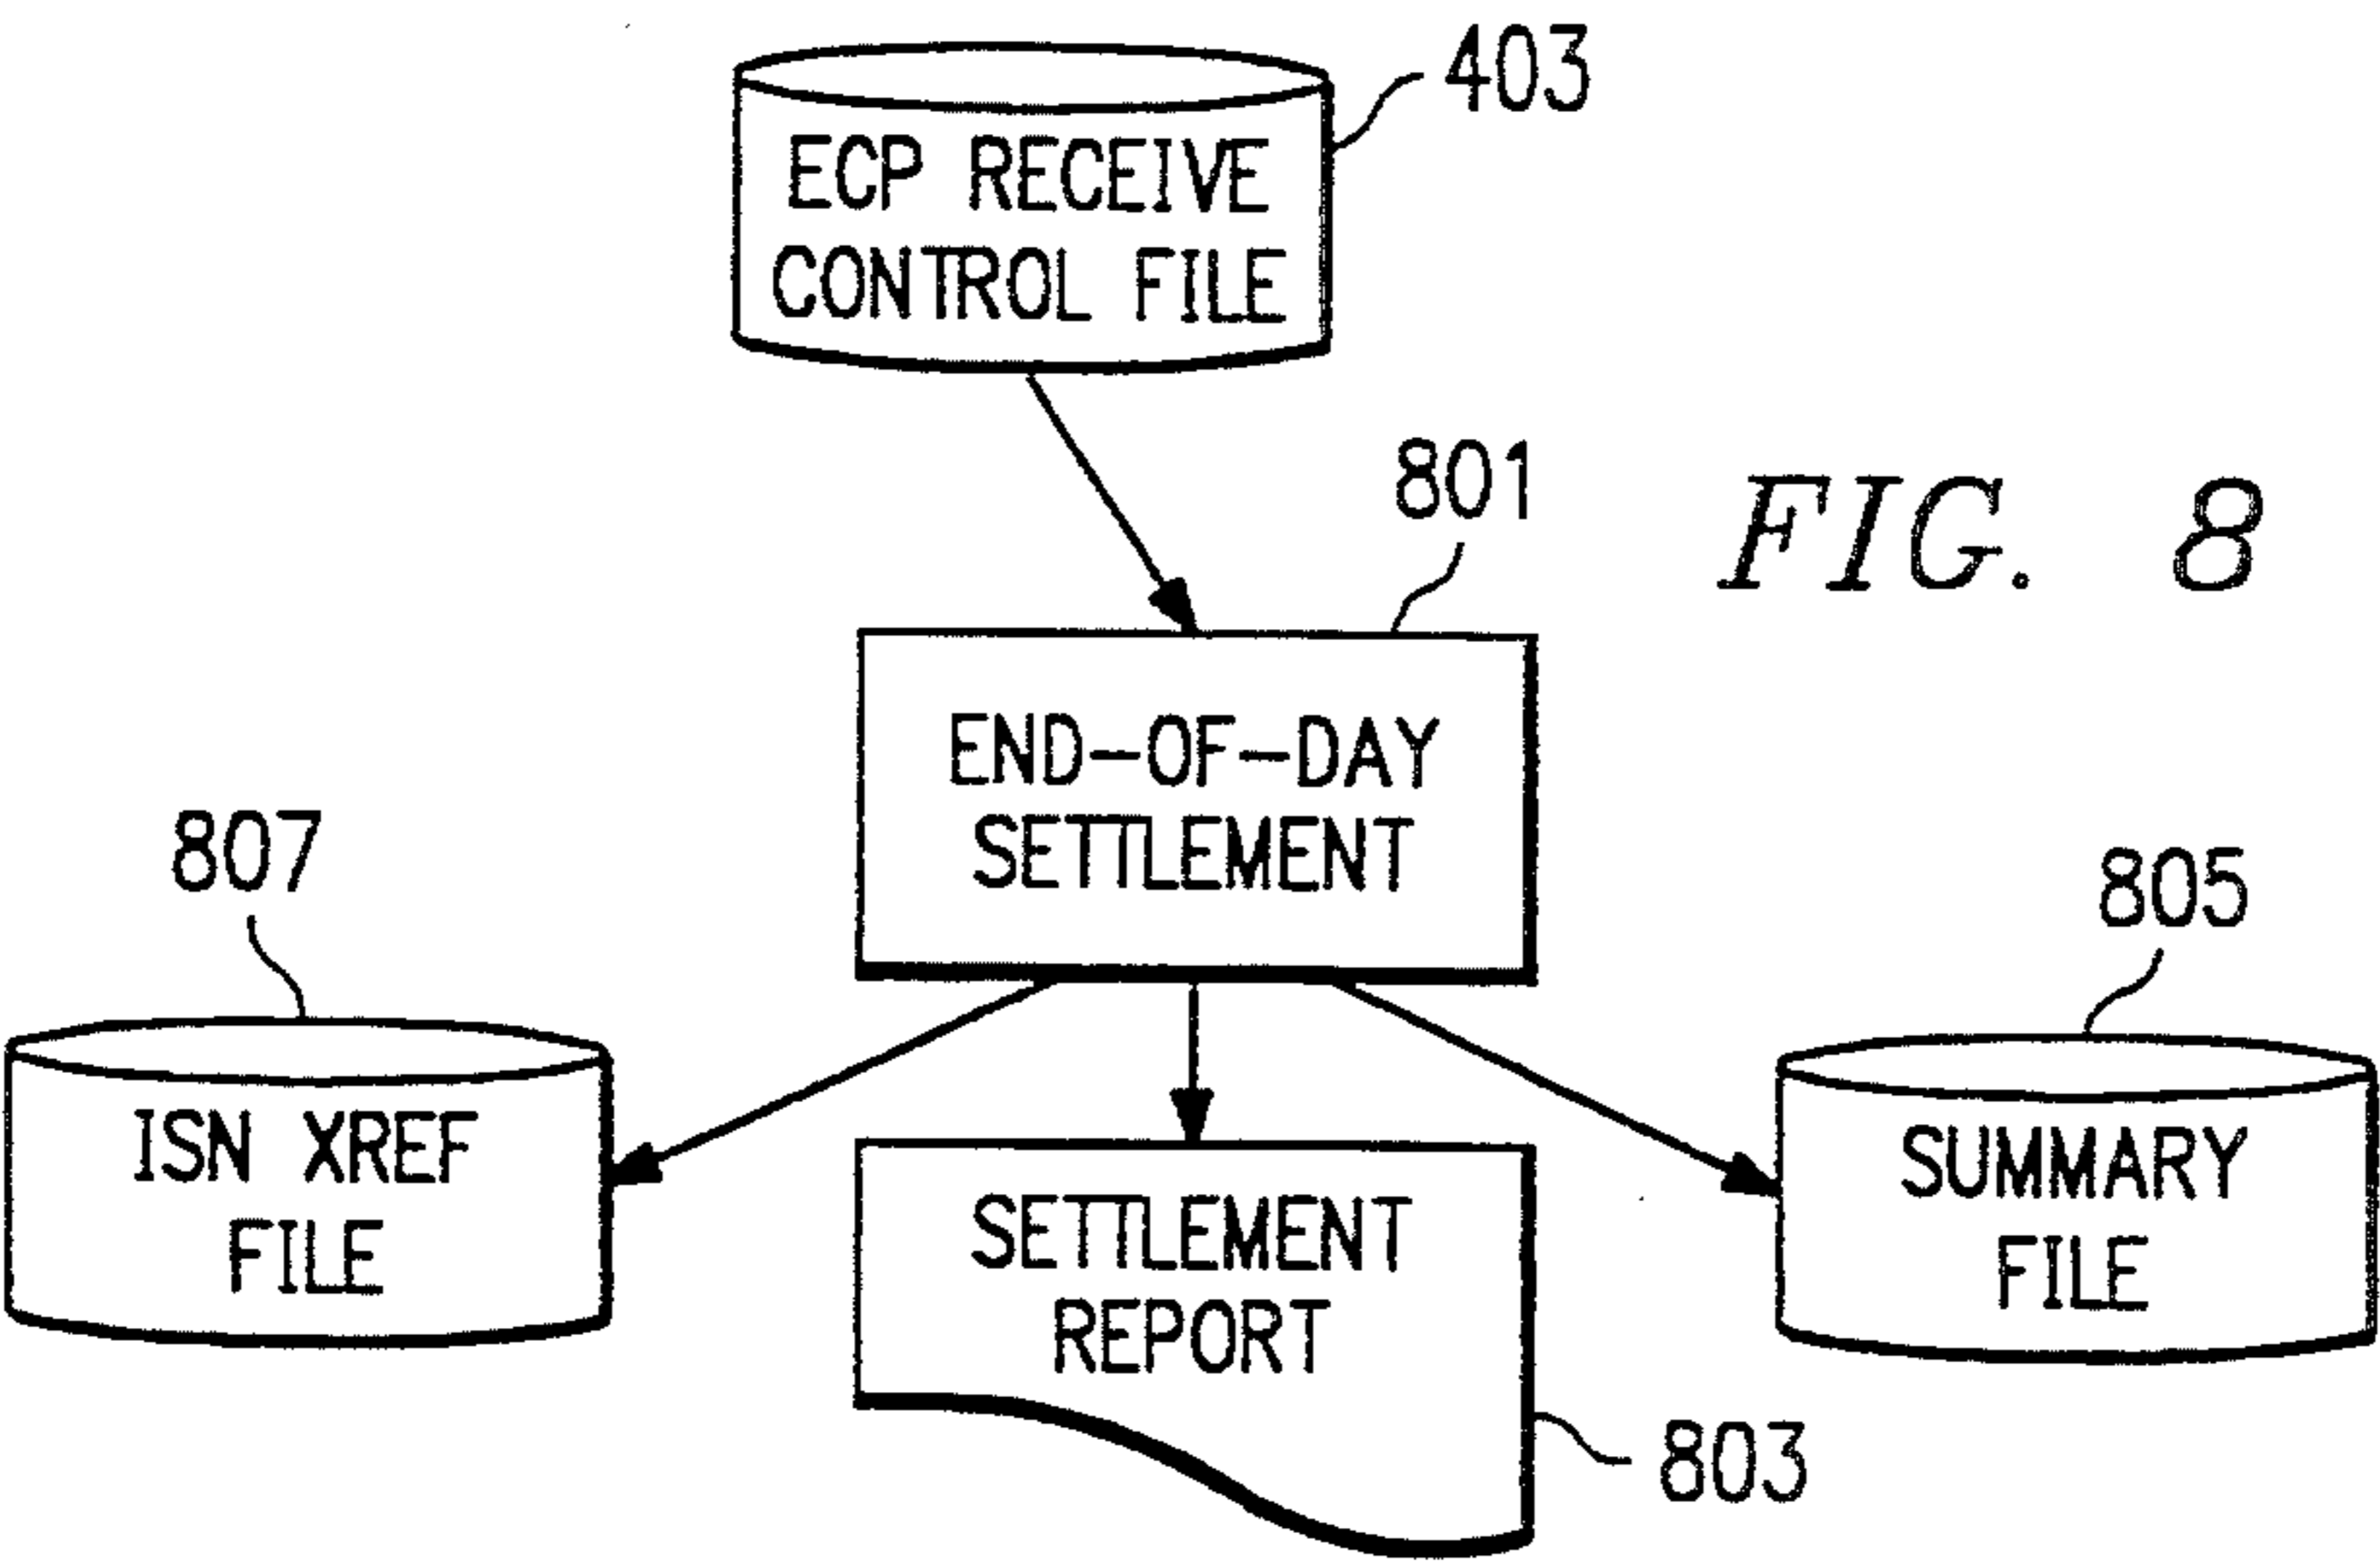 403
ECP RECEIVE
CONTROL FILE
801
FIG. 8
END-OF-DAY
SETTLEMENT
807
805
ISN XREF
FILE
SETTLEMENT
REPORT
SUMMARY
FILE
803